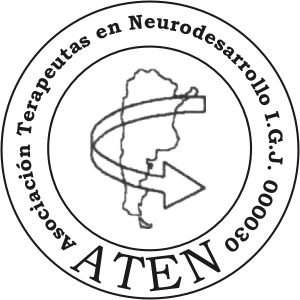 Asociación Terapeutas en Neurodesarrollo I.G.J. 000030
ATEN